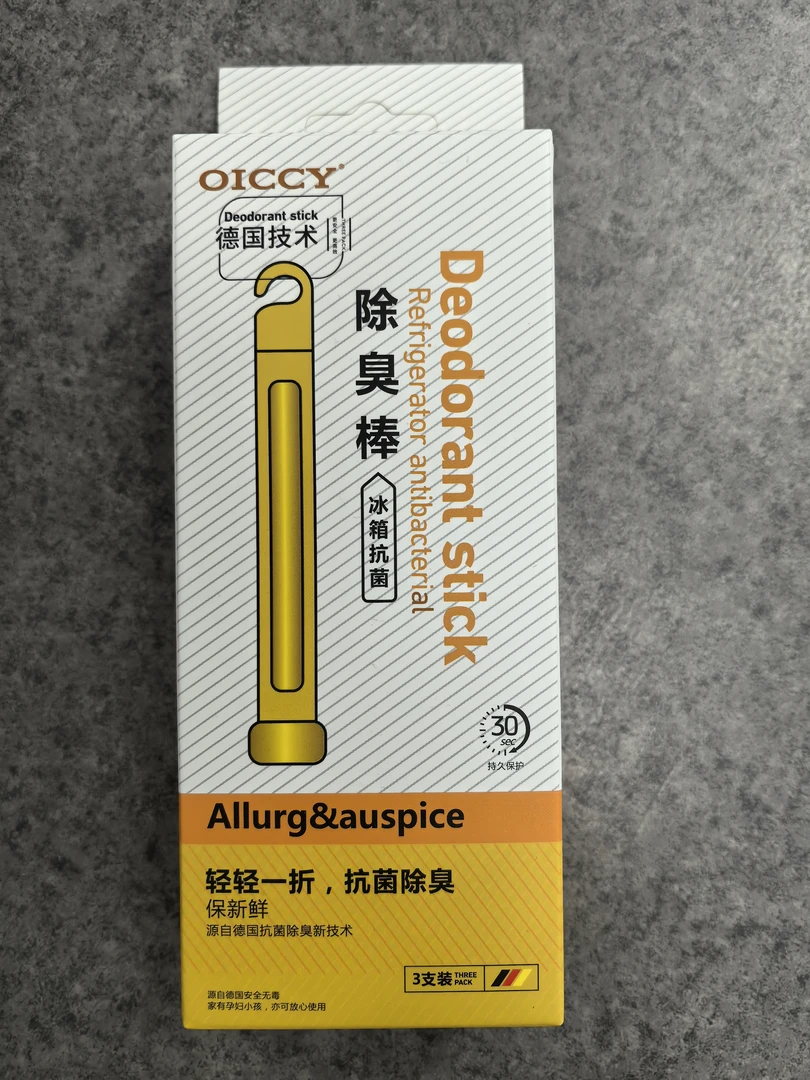 OICCY®
Deodorant stick
德国技术
除臭棒
冰箱抗菌
Deodorant stick
Refrigerator antibacterial
30
sec
持久保护
Allurg&auspice
轻轻一折，抗菌除臭
保新鲜
源自德国抗菌除臭新技术
3支装 THREE
PACK
源自德国安全无毒
家有孕妇小孩，亦可放心使用